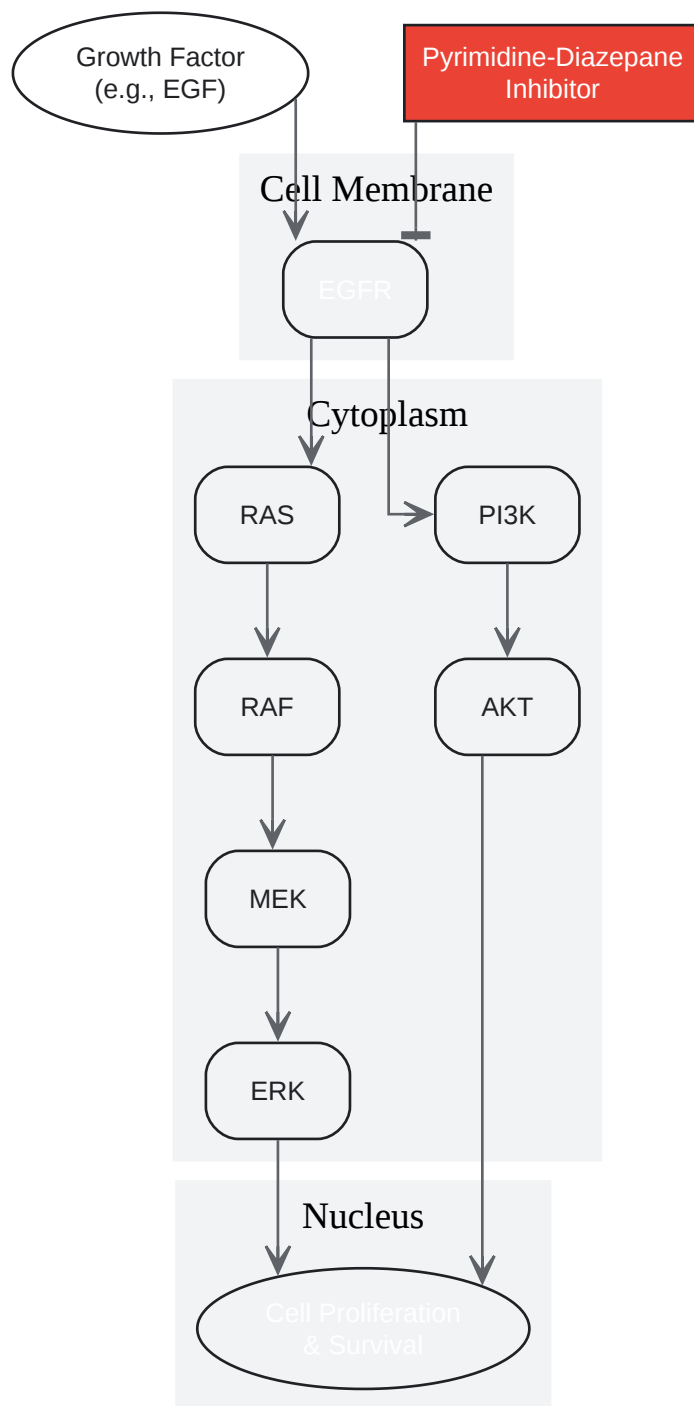 Growth Factor
(e.g., EGF)
Pyrimidine-Diazepane
Inhibitor
Cell Membrane
EGFR
Cytoplasm
RAS
PI3K
RAF
AKT
MEK
ERK
Nucleus
Cell Proliferation
& Survival